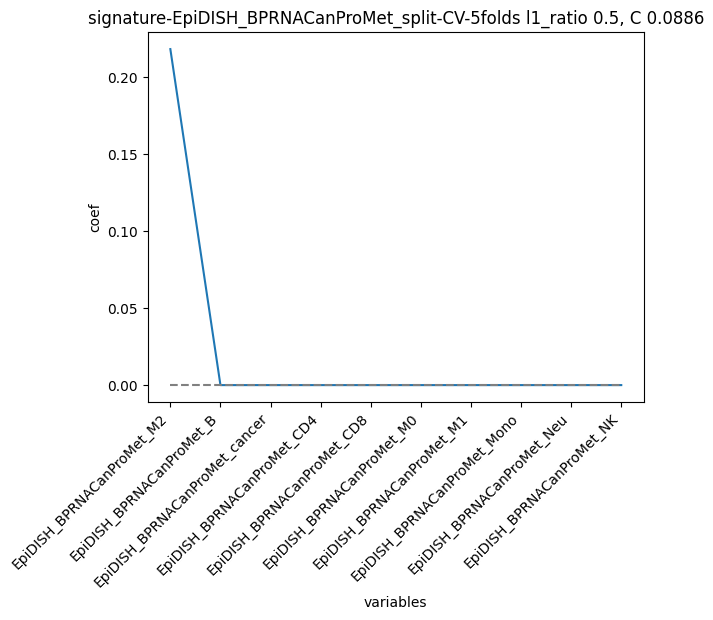 signature-EpiDISH_BPRNACanProMet_split-CV-5folds l1_ratio 0.5, C 0.0886
0.20
0.15
0.10
0.05
0.00
coef
EpiDISH_BPRNACanProMet_M2
EpiDISH_BPRNACanProMet_B
EpiDISH_BPRNACanProMet_cancer
EpiDISH_BPRNACanProMet_CD4
EpiDISH_BPRNACanProMet_CD8
EpiDISH_BPRNACanProMet_M0
EpiDISH_BPRNACanProMet_M1
EpiDISH_BPRNACanProMet_Mono
EpiDISH_BPRNACanProMet_Neu
EpiDISH_BPRNACanProMet_NK
variables